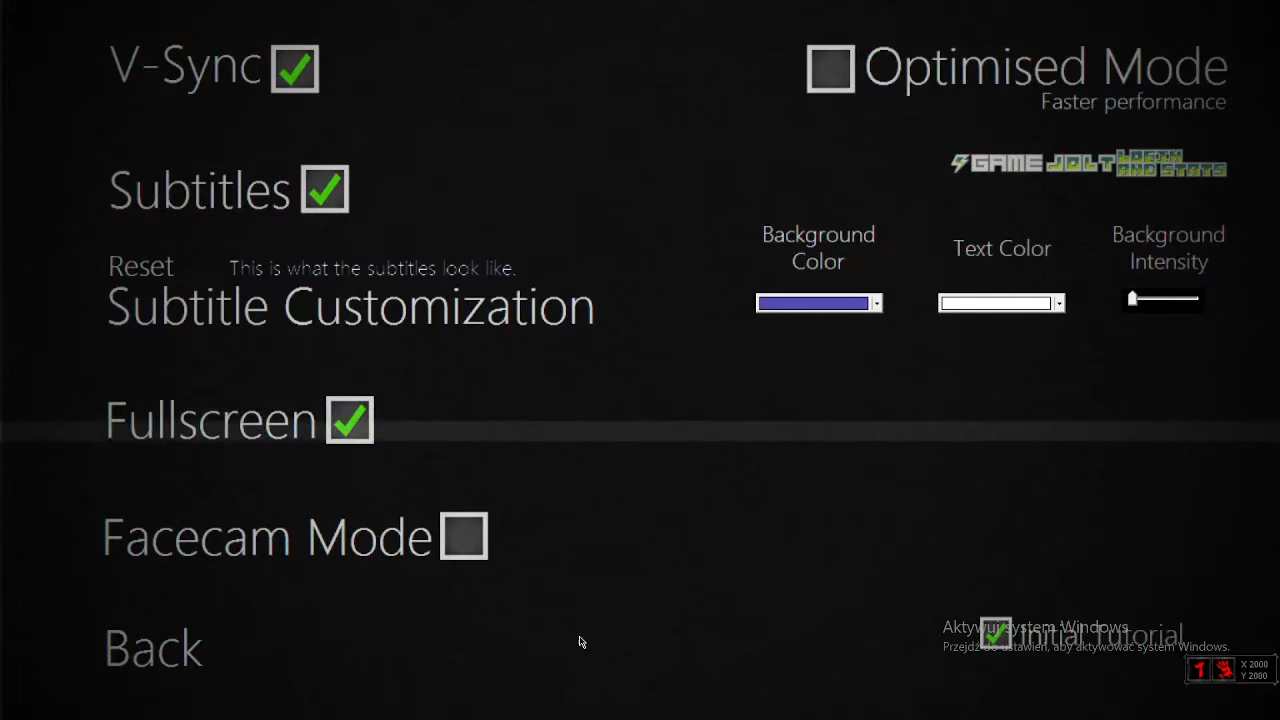 V-Sync
Optimised Mode
Faster performance
GAME JOLT LOGIN
AND STATS
Subtitles
Background
Color
Text Color
Background
Intensity
Reset
This is what the subtitles look like.
Subtitle Customization
Fullscreen
Facecam Mode
Back
Aktywuj system Windows
Initial Tutorial
Przejdź do ustawień, aby aktywować system Windows.
1
X 2000
Y 2000